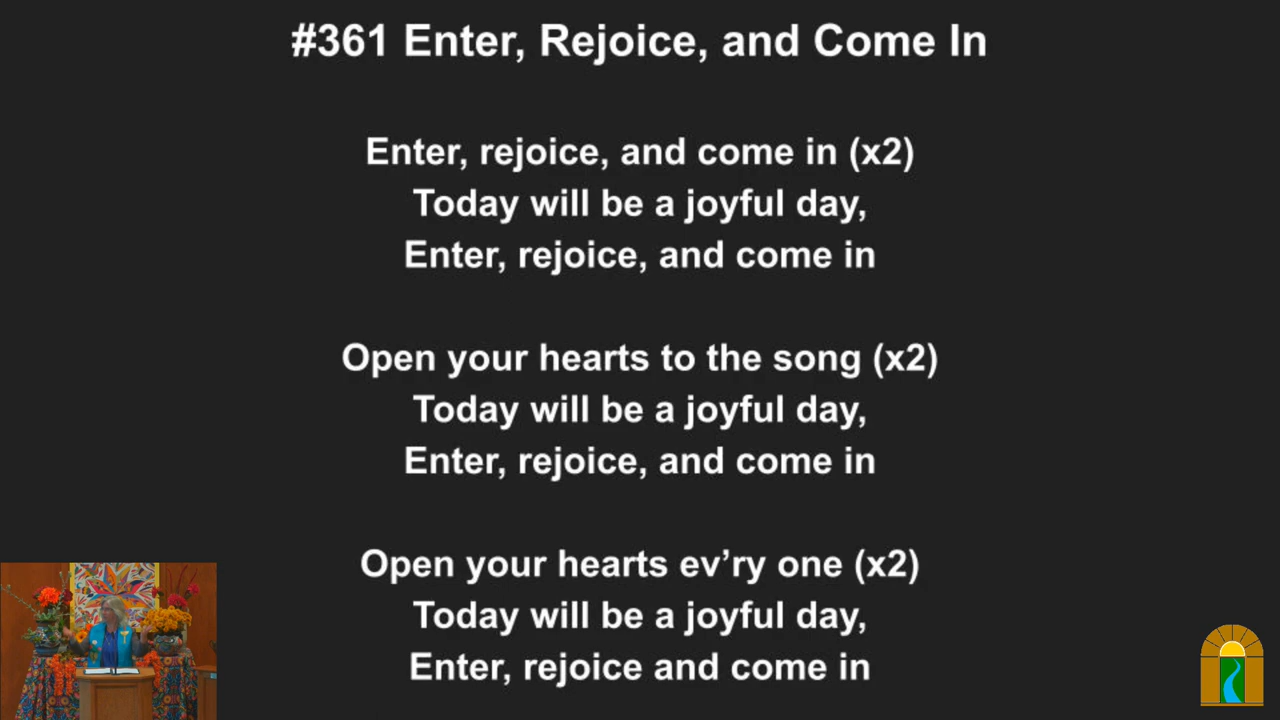 #361 Enter, Rejoice, and Come In
Enter, rejoice, and come in (x2)
Today will be a joyful day,
Enter, rejoice, and come in
Open your hearts to the song (x2)
Today will be a joyful day,
Enter, rejoice, and come in
Open your hearts ev’ry one (x2)
Today will be a joyful day,
Enter, rejoice and come in